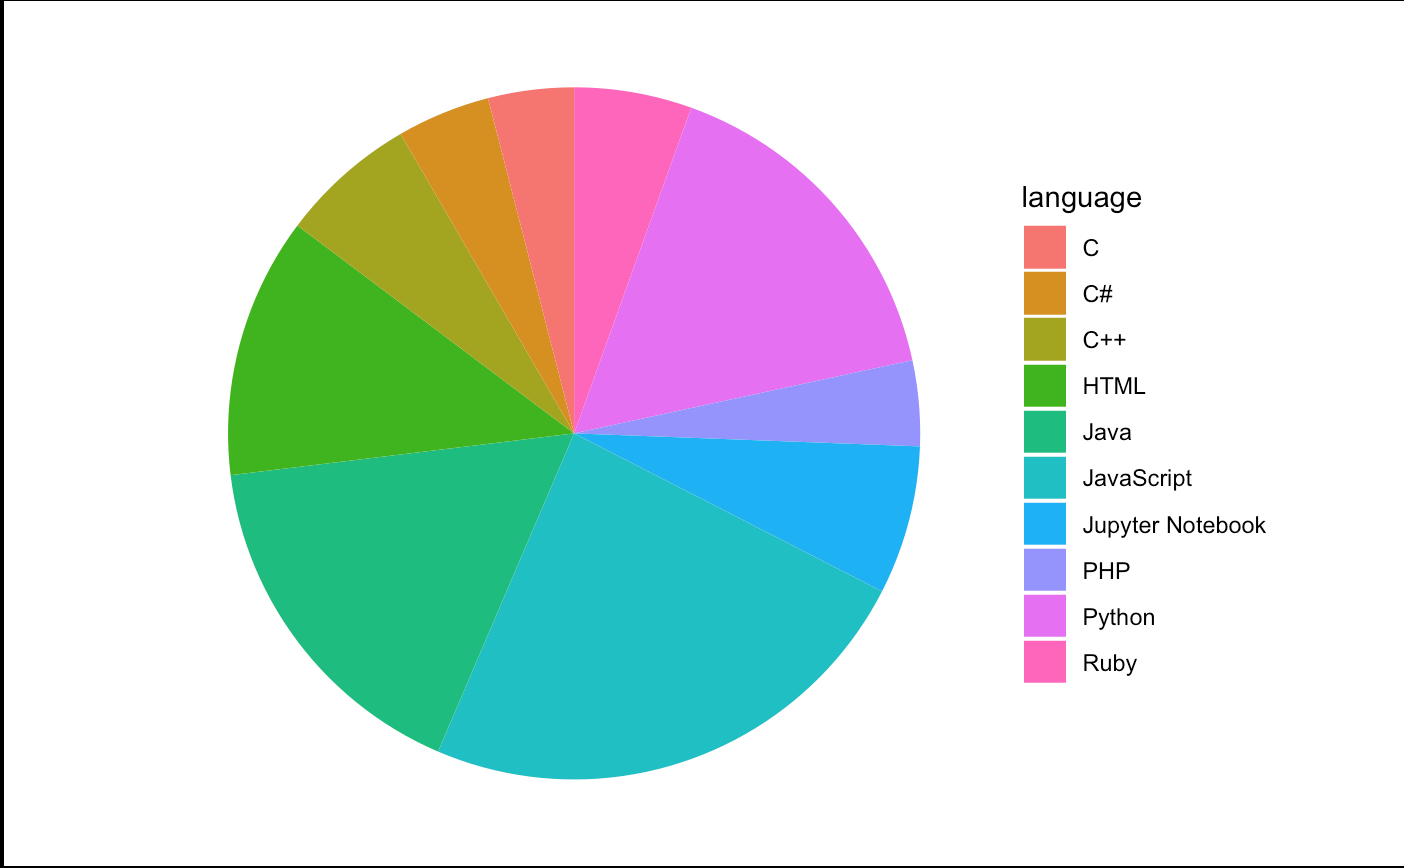 language
C
C#
C++
HTML
Java
JavaScript
Jupyter Notebook
PHP
Python
Ruby